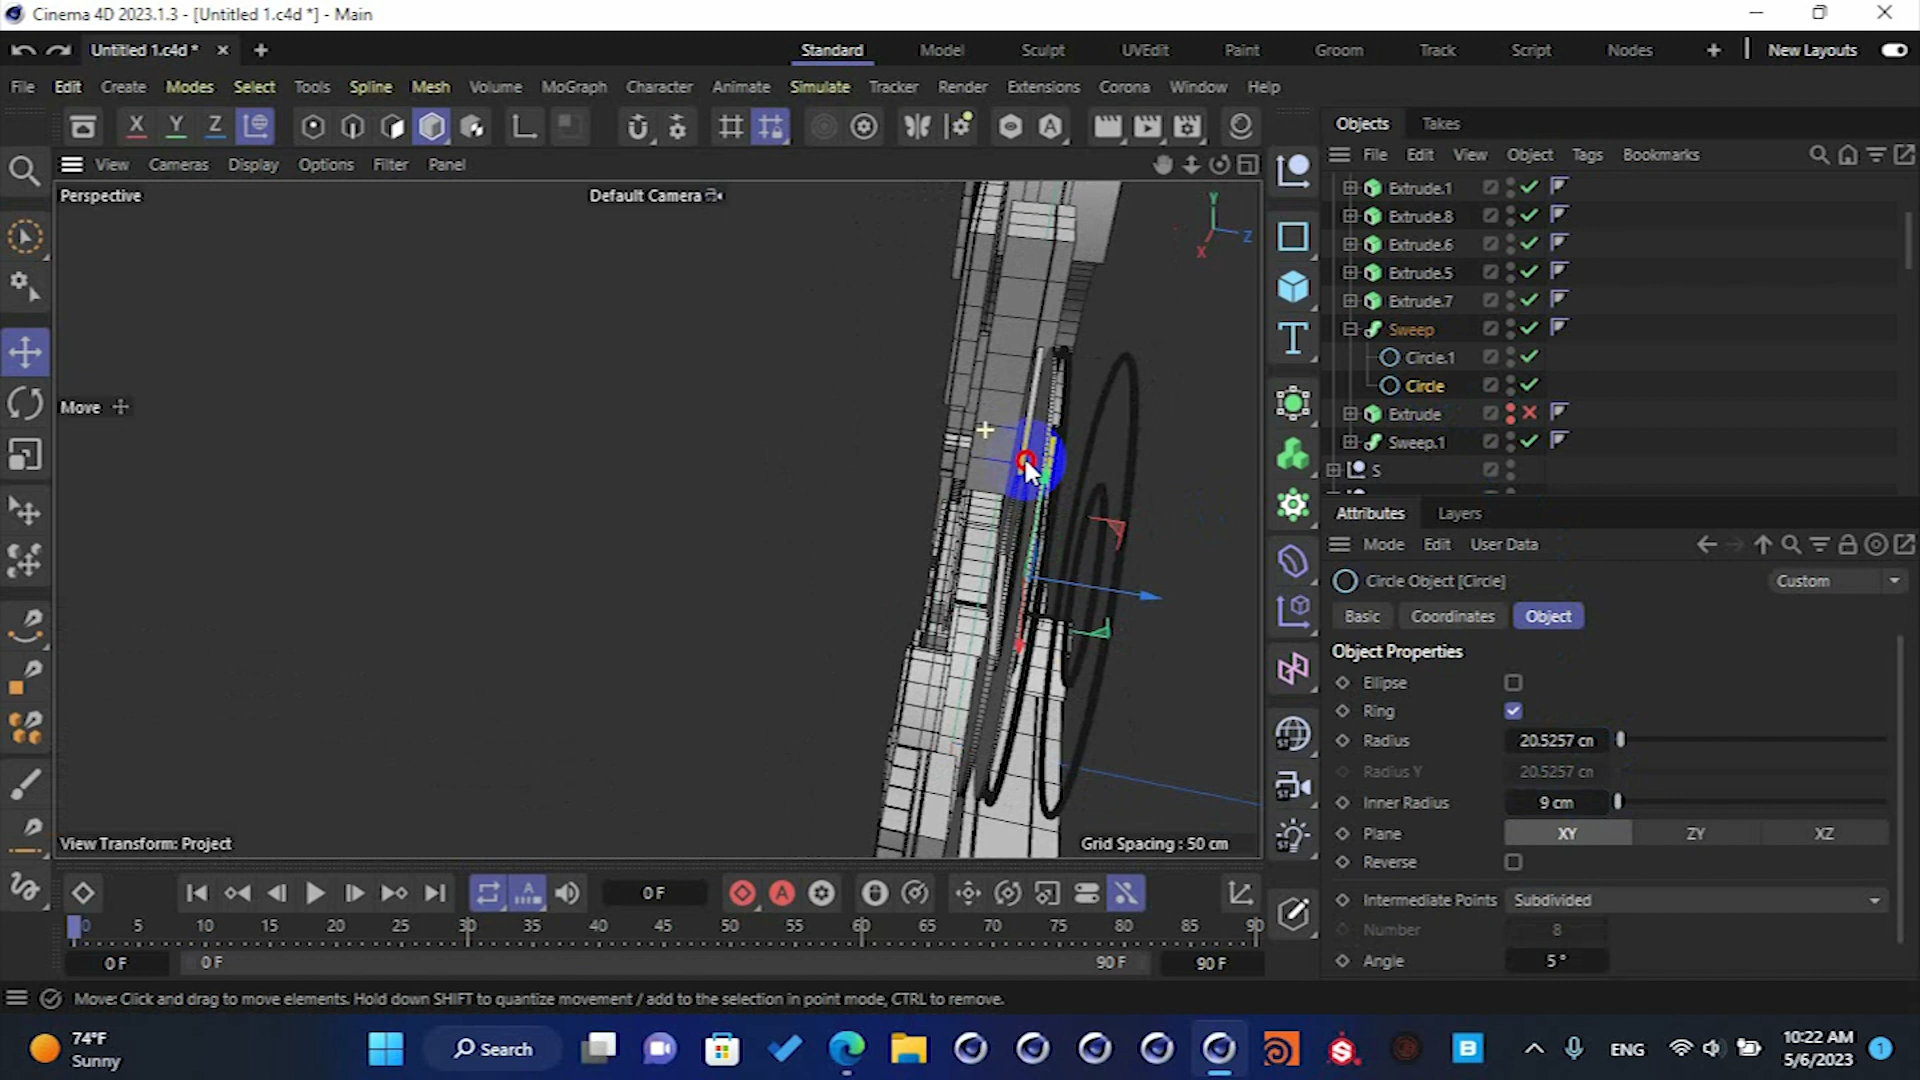 Cinema 4D 2023.1.3 - [Untitled 1.c4d *] - Main
Untitled 1.c4d *
Standard
Model
Sculpt
UVEdit
Paint
Groom
Track
Script
Nodes
New Layouts
File
Edit
Create
Modes
Select
Tools
Spline
Mesh
Volume
MoGraph
Character
Animate
Simulate
Tracker
Render
Extensions
Corona
Window
Help
X
Y
Z
Objects
Takes
View
Cameras
Display
Options
Filter
Panel
File
Edit
View
Object
Tags
Bookmarks
Perspective
Default Camera
Y
Z
X
Extrude.1
Extrude.8
Extrude.6
Extrude.5
Extrude.7
Sweep
Circle.1
Circle
Extrude
Sweep.1
S
Move
Attributes
Layers
Mode
Edit
User Data
Circle Object [Circle]
Custom
Basic
Coordinates
Object
Object Properties
Ellipse
Ring
Radius
20.5257 cn
Radius Y
20.5257 cn
Inner Radius
9 cm
Plane
XY
ZY
XZ
Reverse
Intermediate Points
Subdivided
Number
8
Angle
5 °
ST
ST
ST
View Transform: Project
Grid Spacing : 50 cm
0 F
0 5 10 15 20 25 30 35 40 45 50 55 60 65 70 75 80 85 90
0 F
0 F
90 F
90 F
Move: Click and drag to move elements. Hold down SHIFT to quantize movement / add to the selection in point mode, CTRL to remove.
74°F
Sunny
Search
B
ENG
10:22 AM
5/6/2023
1